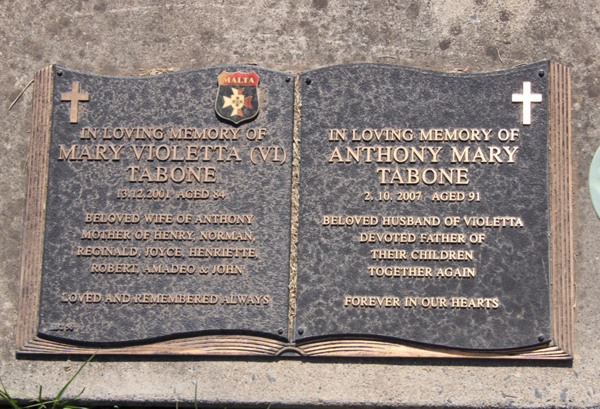 MALTA
IN LOVING MEMORY OF
MARY VIOLETTA (VI)
TABONE
13.12.2001 AGED 84
BELOVED WIFE OF ANTHONY
MOTHER OF HENRY, NORMAN,
REGINALD, JOYCE, HENRIETTE,
ROBERT, AMADEO & JOHN
LOVED AND REMEMBERED ALWAYS
IN LOVING MEMORY OF
ANTHONY MARY
TABONE
2. 10. 2007 AGED 91
BELOVED HUSBAND OF VIOLETTA
DEVOTED FATHER OF
THEIR CHILDREN
TOGETHER AGAIN
FOREVER IN OUR HEARTS